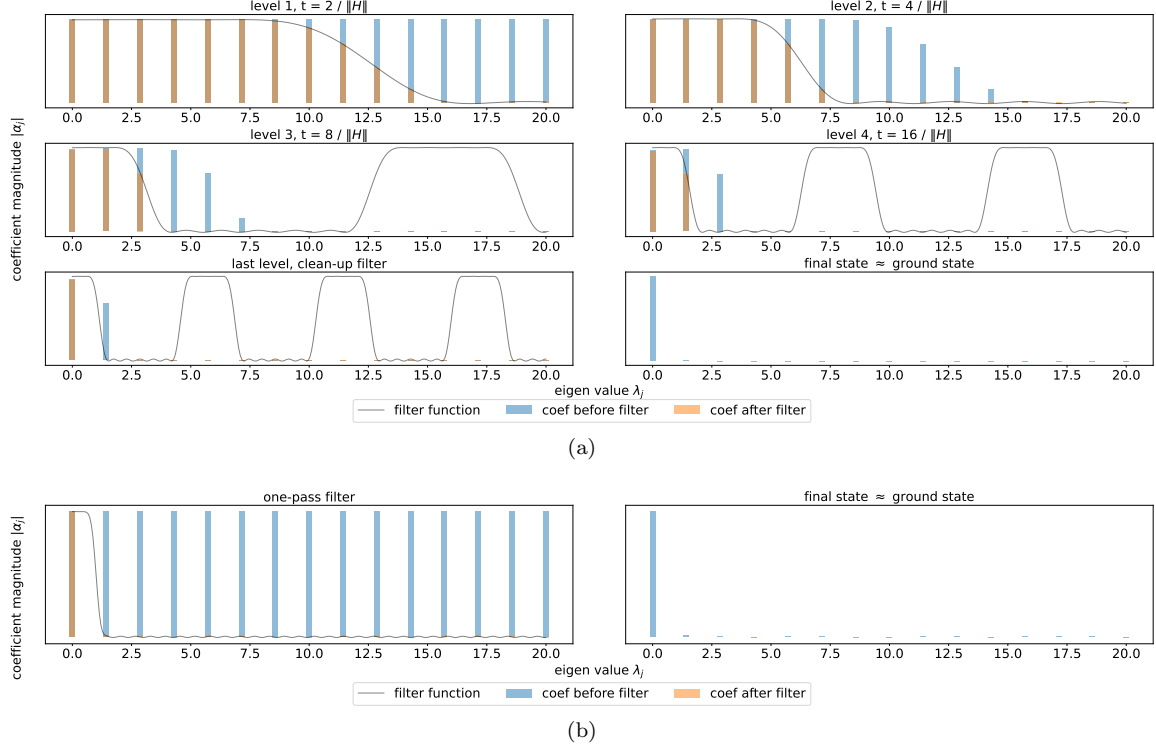 level 1, t = 2 / ‖H‖
level 2, t = 4 / ‖H‖
0.0 2.5 5.0 7.5 10.0 12.5 15.0 17.5 20.0
0.0 2.5 5.0 7.5 10.0 12.5 15.0 17.5 20.0
level 3, t = 8 / ‖H‖
level 4, t = 16 / ‖H‖
coefficient magnitude |αj|
0.0 2.5 5.0 7.5 10.0 12.5 15.0 17.5 20.0
0.0 2.5 5.0 7.5 10.0 12.5 15.0 17.5 20.0
last level, clean-up filter
final state ≈ ground state
0.0 2.5 5.0 7.5 10.0 12.5 15.0 17.5 20.0
0.0 2.5 5.0 7.5 10.0 12.5 15.0 17.5 20.0
eigen value λj
filter function coef before filter coef after filter
(a)
one-pass filter
final state ≈ ground state
coefficient magnitude |αj|
0.0 2.5 5.0 7.5 10.0 12.5 15.0 17.5 20.0
0.0 2.5 5.0 7.5 10.0 12.5 15.0 17.5 20.0
eigen value λj
filter function coef before filter coef after filter
(b)